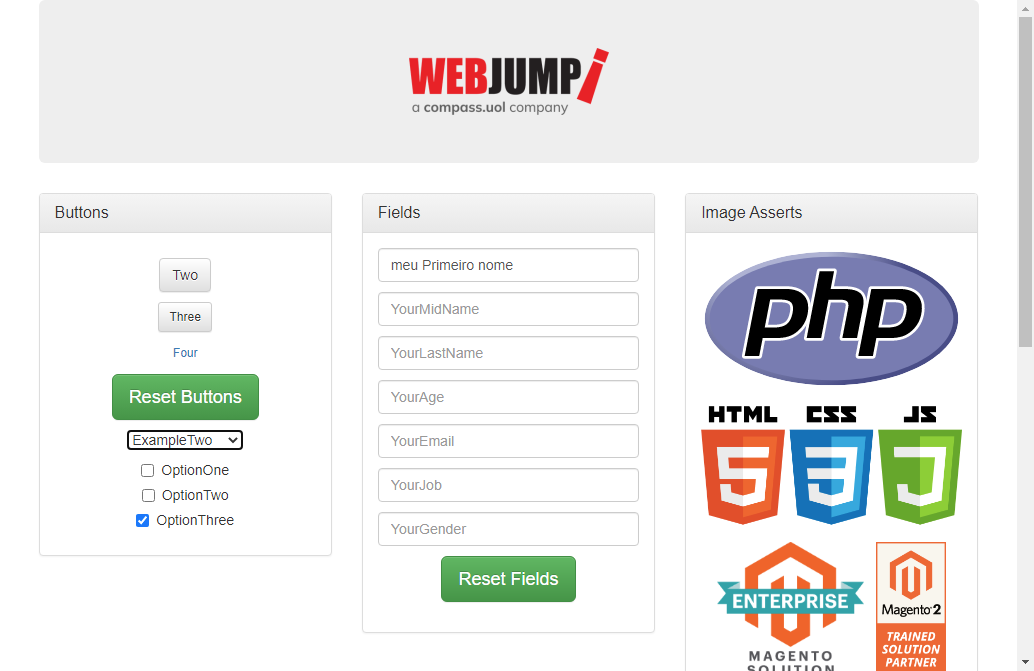 WEBJUMP
a compass.uol company
Buttons
Two
Three
Four
Reset Buttons
ExampleTwo
OptionOne
OptionTwo
OptionThree
Fields
meu Primeiro nome
YourMidName
YourLastName
YourAge
YourEmail
YourJob
YourGender
Reset Fields
Image Asserts
php
HTML CSS JS
5 3 J
ENTERPRISE
MAGENTO
SOLUTION
Magento 2
TRAINED
SOLUTION
PARTNER